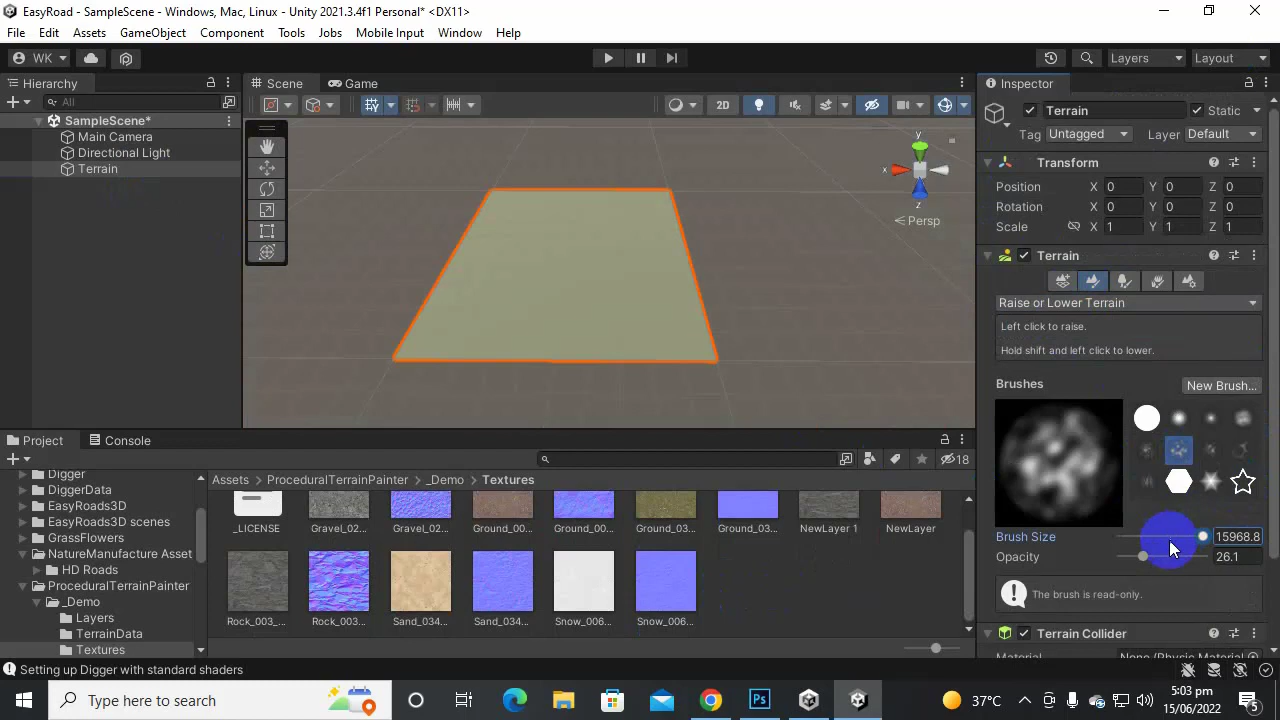 EasyRoad - SampleScene - Windows, Mac, Linux - Unity 2021.3.4f1 Personal* <DX11>
File Edit Assets GameObject Component Tools Jobs Mobile Input Window Help
WK Layers Layout
Hierarchy Scene Game Inspector
All 2D Terrain Static
SampleScene* Tag Untagged Layer Default
Main Camera
Directional Light
Terrain
y
x
z
Persp
Transform
Position X 0 Y 0 Z 0
Rotation X 0 Y 0 Z 0
Scale X 1 Y 1 Z 1
Terrain
Raise or Lower Terrain
Left click to raise.
Hold shift and left click to lower.
Brushes New Brush...
Brush Size 15968.8
Opacity 26.1
The brush is read-only.
Terrain Collider
Material None (Physic Material)
Project Console
18
Digger
DiggerData
EasyRoads3D
EasyRoads3D scenes
GrassFlowers
NatureManufacture Asset
HD Roads
ProceduralTerrainPainter
_Demo
Layers
TerrainData
Textures
Assets ProceduralTerrainPainter _Demo Textures
_LICENSE Gravel_02... Gravel_02... Ground_00... Ground_00... Ground_03... Ground_03... NewLayer 1 NewLayer
Rock_003_... Rock_003... Sand_034... Sand_034... Snow_006... Snow_006...
Setting up Digger with standard shaders
Type here to search
37°C
5:03 pm
15/06/2022
5